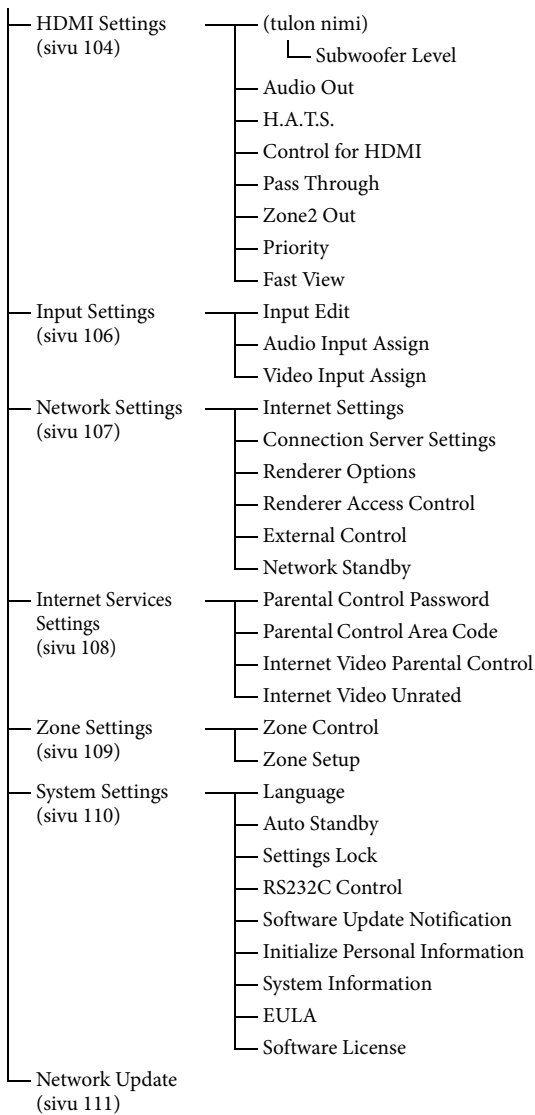 HDMI Settings
(sivu 104)
(tulon nimi)
Subwoofer Level
Audio Out
H.A.T.S.
Control for HDMI
Pass Through
Zone2 Out
Priority
Fast View
Input Settings
(sivu 106)
Input Edit
Audio Input Assign
Video Input Assign
Network Settings
(sivu 107)
Internet Settings
Connection Server Settings
Renderer Options
Renderer Access Control
External Control
Network Standby
Internet Services
Settings
(sivu 108)
Parental Control Password
Parental Control Area Code
Internet Video Parental Control
Internet Video Unrated
Zone Settings
(sivu 109)
Zone Control
Zone Setup
System Settings
(sivu 110)
Language
Auto Standby
Settings Lock
RS232C Control
Software Update Notification
Initialize Personal Information
System Information
EULA
Software License
Network Update
(sivu 111)